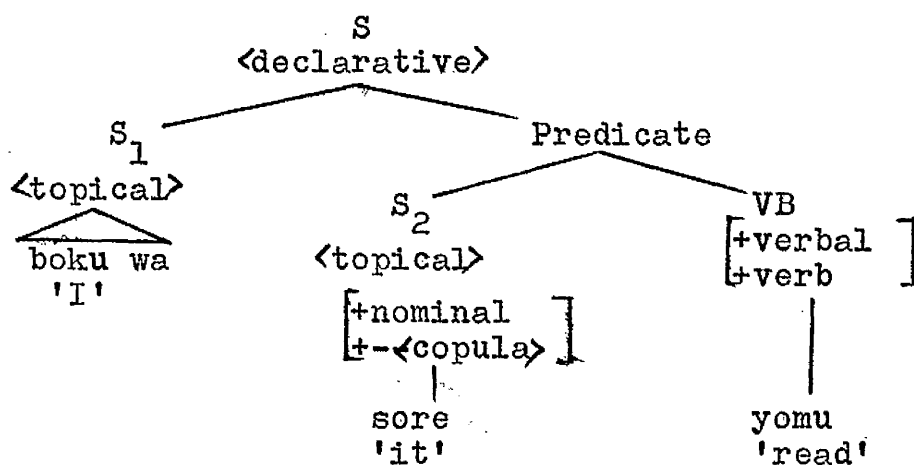 S
<declarative>
S1 Predicate
<topical>
S2 VB
boku wa <topical> [+verbal
'I' +verb]
[+nominal
+-<copula>]
sore yomu
'it' 'read'